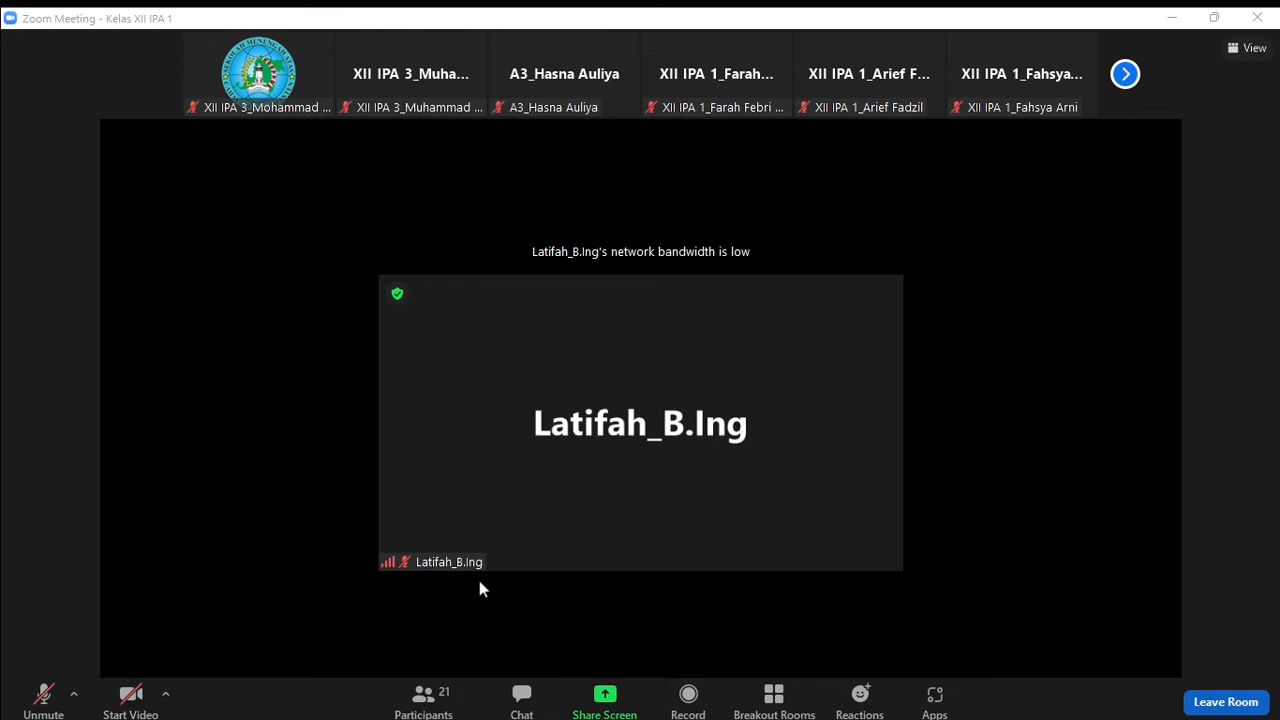 Zoom Meeting - Kelas XII IPA 1
View
XII IPA 3_Muha...
A3_Hasna Auliya
XII IPA 1_Farah...
XII IPA 1_Arief F...
XII IPA 1_Fahsya...
XII IPA 3_Mohammad ...
XII IPA 3_Muhammad ...
A3_Hasna Auliya
XII IPA 1_Farah Febri ...
XII IPA 1_Arief Fadzil
XII IPA 1_Fahsya Arni
Latifah_B.Ing's network bandwidth is low
Latifah_B.Ing
Latifah_B.Ing
Unmute
Start Video
21
Participants
Chat
Share Screen
Record
Breakout Rooms
Reactions
Apps
Leave Room